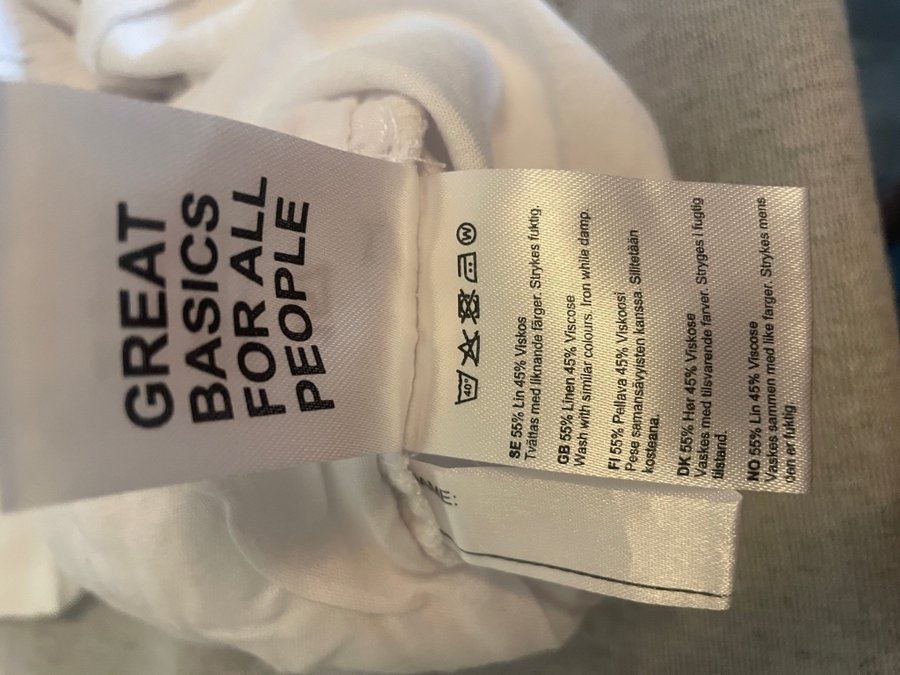 GREAT
BASICS
FOR ALL
PEOPLE
40°
W
SE 55% Lin 45% Viskos
Tvättas med liknande färger. Strykes fuktig.
GB 55% Linen 45% Viscose
Wash with similar colours. Iron while damp.
FI 55% Pellava 45% Viskoosi
Pese samansävyisten kanssa. Silitetään
kosteana.
DK 55% Hør 45% Viskose
Vaskes med tilsvarende farver. Stryges i fugtig
tilstand.
NO 55% Lin 45% Viscose
Vaskes sammen med like farger. Strykes mens
den er fuktig